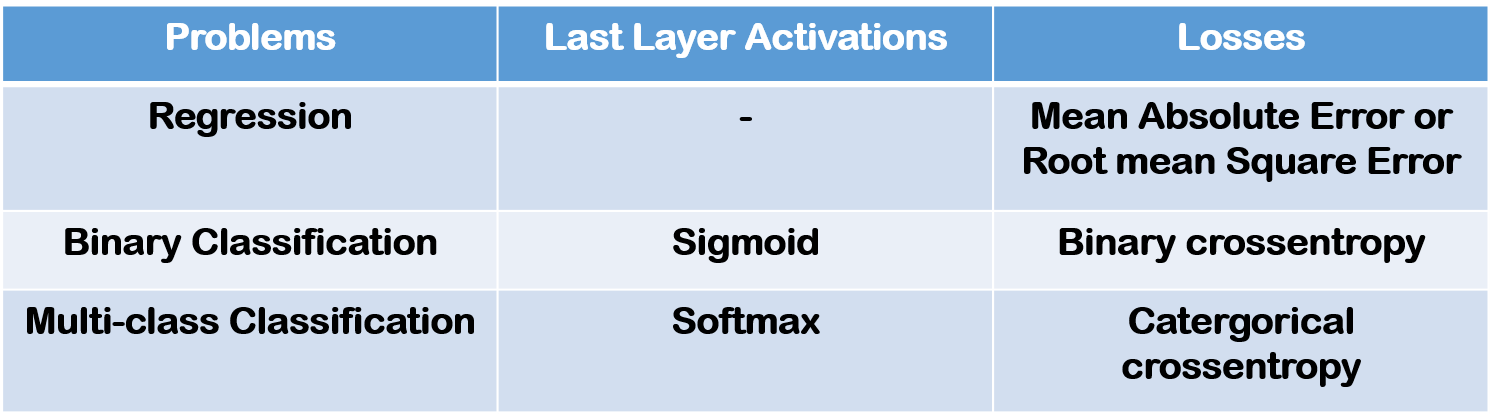 Problems
Last Layer Activations
Losses
Regression
-
Mean Absolute Error or
Root mean Square Error
Binary Classification
Sigmoid
Binary crossentropy
Multi-class Classification
Softmax
Catergorical
crossentropy